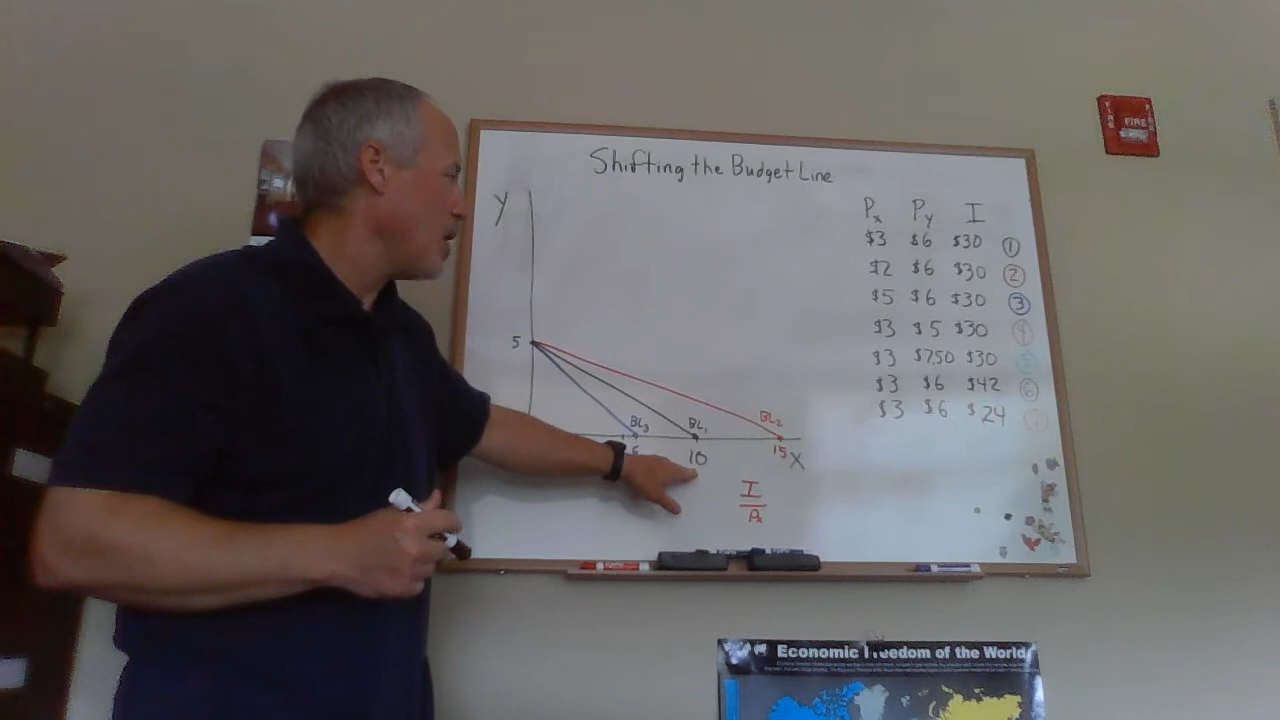 Shifting the Budget Line
Y
Px Py I
$3 $6 $30 1
$2 $6 $30 2
$5 $6 $30 3
$3 $5 $30 4
$3 $7.50 $30 5
$3 $6 $42 6
$3 $6 $24 7
5
BL3 BL1 BL2
6 10 15 X
I
Px
FIRE FIRE FIRE
Economic Freedom of the World